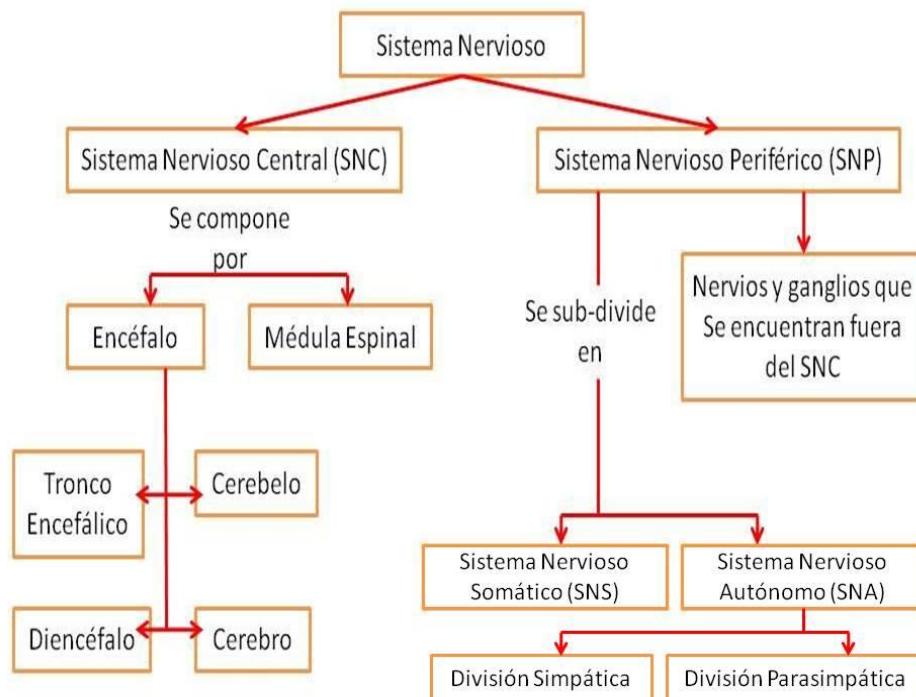 Sistema Nervioso
Sistema Nervioso Central (SNC)
Sistema Nervioso Periférico (SNP)
Se compone
por
Encéfalo
Médula Espinal
Se sub-divide
en
Nervios y ganglios que
Se encuentran fuera
del SNC
Tronco
Encefálico
Cerebelo
Diencéfalo
Cerebro
Sistema Nervioso
Somático (SNS)
Sistema Nervioso
Autónomo (SNA)
División Simpática
División Parasimpática